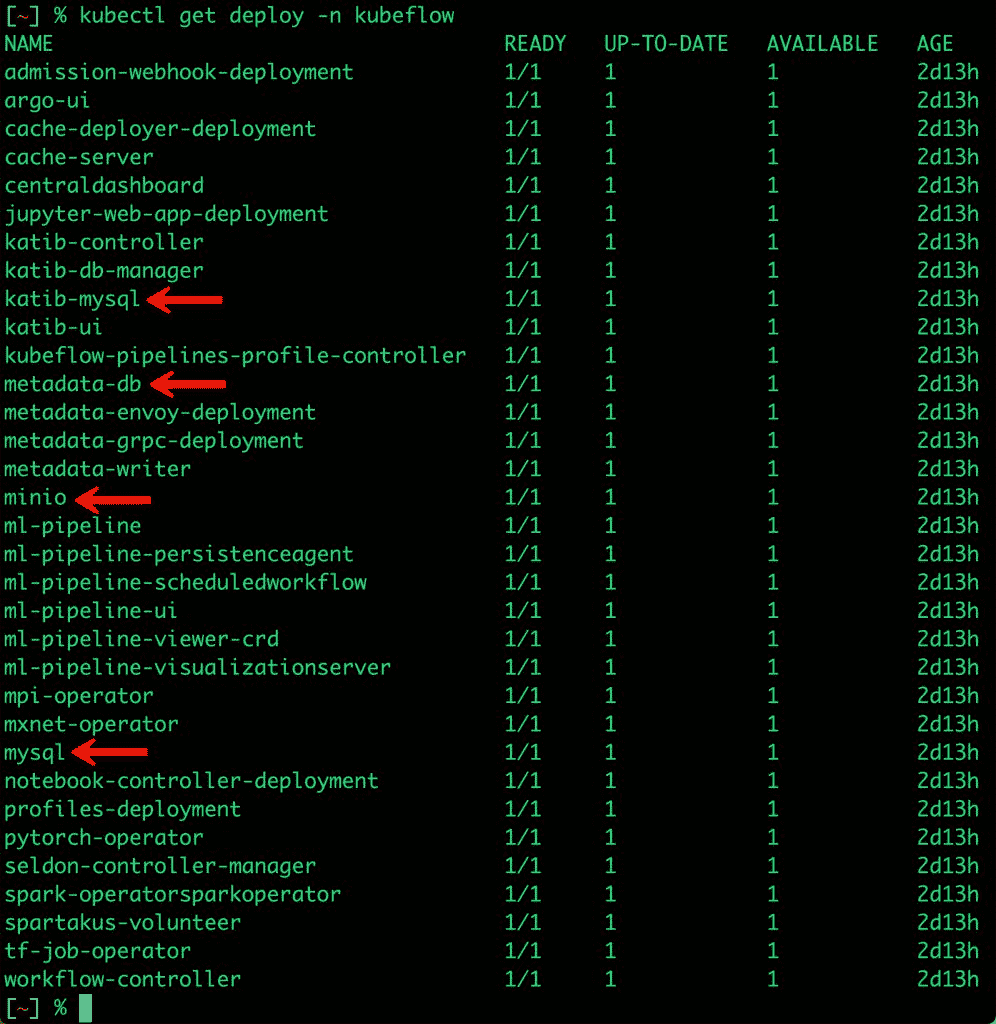 [~] % kubectl get deploy -n kubeflow
NAME READY UP-TO-DATE AVAILABLE AGE
admission-webhook-deployment 1/1 1 1 2d13h
argo-ui 1/1 1 1 2d13h
cache-deployer-deployment 1/1 1 1 2d13h
cache-server 1/1 1 1 2d13h
centraldashboard 1/1 1 1 2d13h
jupyter-web-app-deployment 1/1 1 1 2d13h
katib-controller 1/1 1 1 2d13h
katib-db-manager 1/1 1 1 2d13h
katib-mysql 1/1 1 1 2d13h
katib-ui 1/1 1 1 2d13h
kubeflow-pipelines-profile-controller 1/1 1 1 2d13h
metadata-db 1/1 1 1 2d13h
metadata-envoy-deployment 1/1 1 1 2d13h
metadata-grpc-deployment 1/1 1 1 2d13h
metadata-writer 1/1 1 1 2d13h
minio 1/1 1 1 2d13h
ml-pipeline 1/1 1 1 2d13h
ml-pipeline-persistenceagent 1/1 1 1 2d13h
ml-pipeline-scheduledworkflow 1/1 1 1 2d13h
ml-pipeline-ui 1/1 1 1 2d13h
ml-pipeline-viewer-crd 1/1 1 1 2d13h
ml-pipeline-visualizationserver 1/1 1 1 2d13h
mpi-operator 1/1 1 1 2d13h
mxnet-operator 1/1 1 1 2d13h
mysql 1/1 1 1 2d13h
notebook-controller-deployment 1/1 1 1 2d13h
profiles-deployment 1/1 1 1 2d13h
pytorch-operator 1/1 1 1 2d13h
seldon-controller-manager 1/1 1 1 2d13h
spark-operatorsparkoperator 1/1 1 1 2d13h
spartakus-volunteer 1/1 1 1 2d13h
tf-job-operator 1/1 1 1 2d13h
workflow-controller 1/1 1 1 2d13h
[~] %